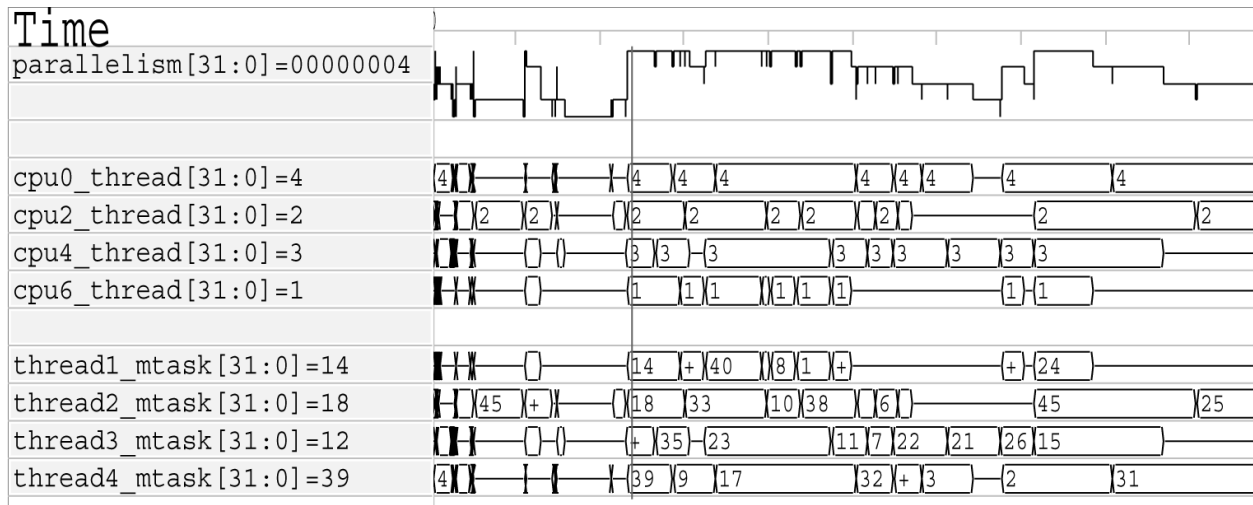 Time
parallelism[31:0]=00000004
cpu0_thread[31:0]=4 4 4 4 4 4 4 4 4 4
cpu2_thread[31:0]=2 2 2 2 2 2 2 2 2 2
cpu4_thread[31:0]=3 3 3 3 3 3 3 3 3 3
cpu6_thread[31:0]=1 1 1 1 1 1 1 1 1
thread1_mtask[31:0]=14 14 + 40 8 1 + + 24
thread2_mtask[31:0]=18 45 + 18 33 10 38 6 45 25
thread3_mtask[31:0]=12 + 35 23 11 7 22 21 26 15
thread4_mtask[31:0]=39 4 39 9 17 32 + 3 2 31